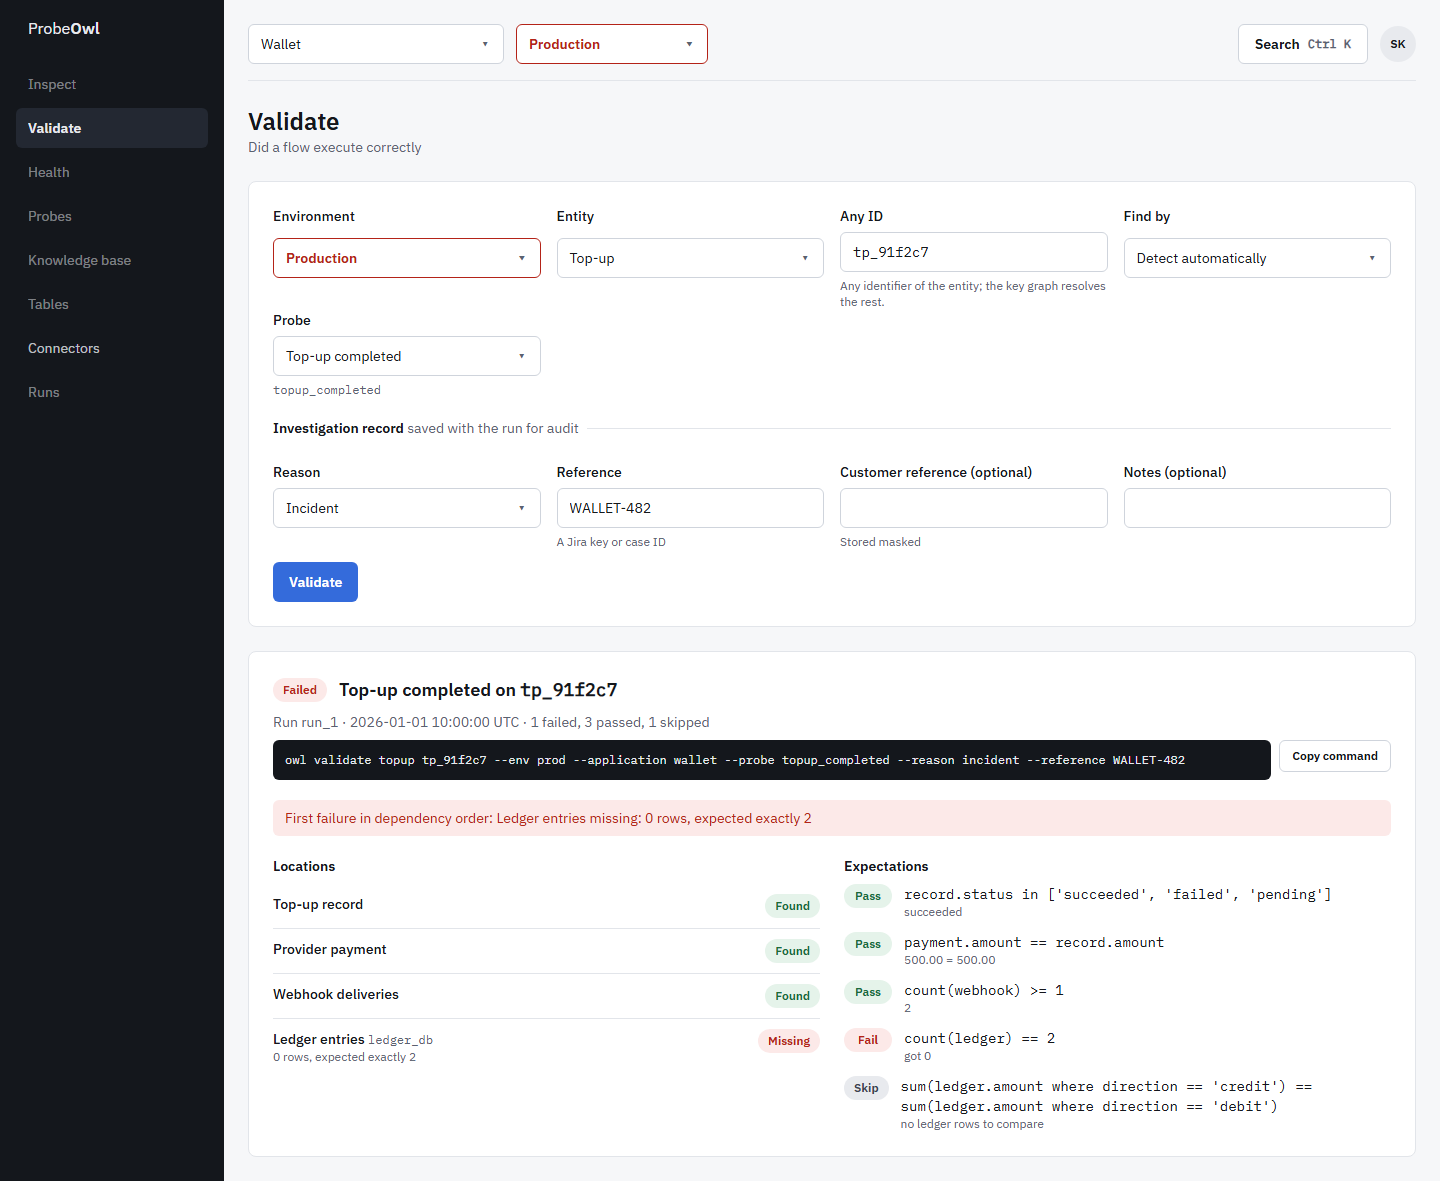 ProbeOwl
Inspect
Validate
Health
Probes
Knowledge base
Tables
Connectors
Runs
Wallet
Production
Search Ctrl K
SK
Validate
Did a flow execute correctly
Environment
Entity
Any ID
Find by
Production
Top-up
tp_91f2c7
Detect automatically
Any identifier of the entity; the key graph resolves
the rest.
Probe
Top-up completed
topup_completed
Investigation record saved with the run for audit
Reason
Reference
Customer reference (optional)
Notes (optional)
Incident
WALLET-482
A Jira key or case ID
Stored masked
Validate
Failed Top-up completed on tp_91f2c7
Run run_1 · 2026-01-01 10:00:00 UTC · 1 failed, 3 passed, 1 skipped
owl validate topup tp_91f2c7 --env prod --application wallet --probe topup_completed --reason incident --reference WALLET-482
Copy command
First failure in dependency order: Ledger entries missing: 0 rows, expected exactly 2
Locations
Top-up record Found
Provider payment Found
Webhook deliveries Found
Ledger entries ledger_db Missing
0 rows, expected exactly 2
Expectations
Pass record.status in ['succeeded', 'failed', 'pending']
succeeded
Pass payment.amount == record.amount
500.00 = 500.00
Pass count(webhook) >= 1
2
Fail count(ledger) == 2
got 0
Skip sum(ledger.amount where direction == 'credit') ==
sum(ledger.amount where direction == 'debit')
no ledger rows to compare